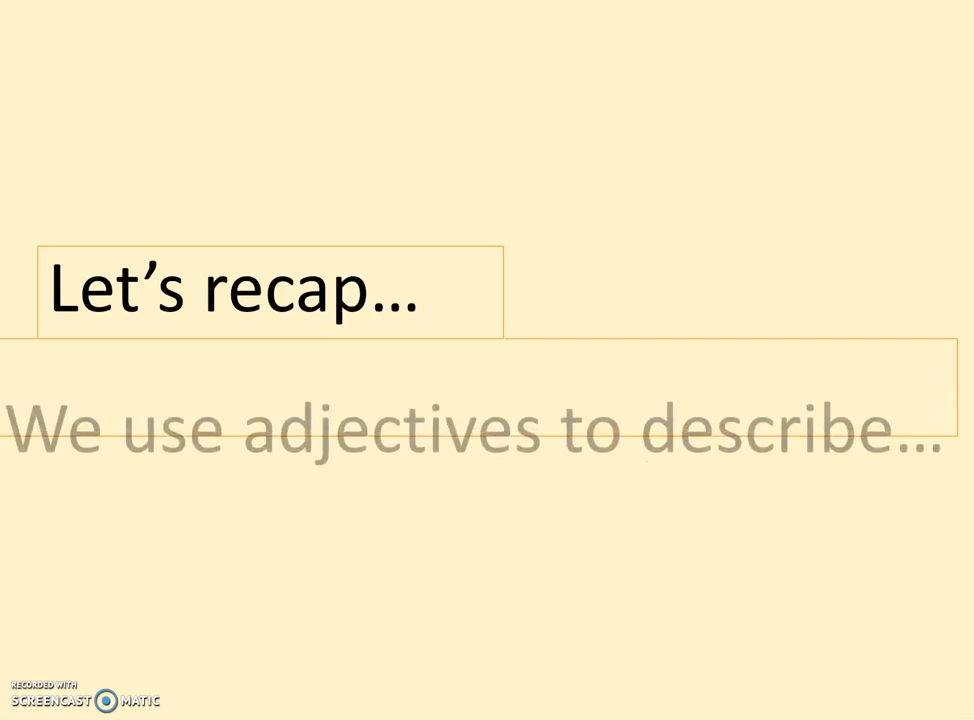 Let’s recap…
We use adjectives to describe…
RECORDED WITH
SCREENCAST MATIC